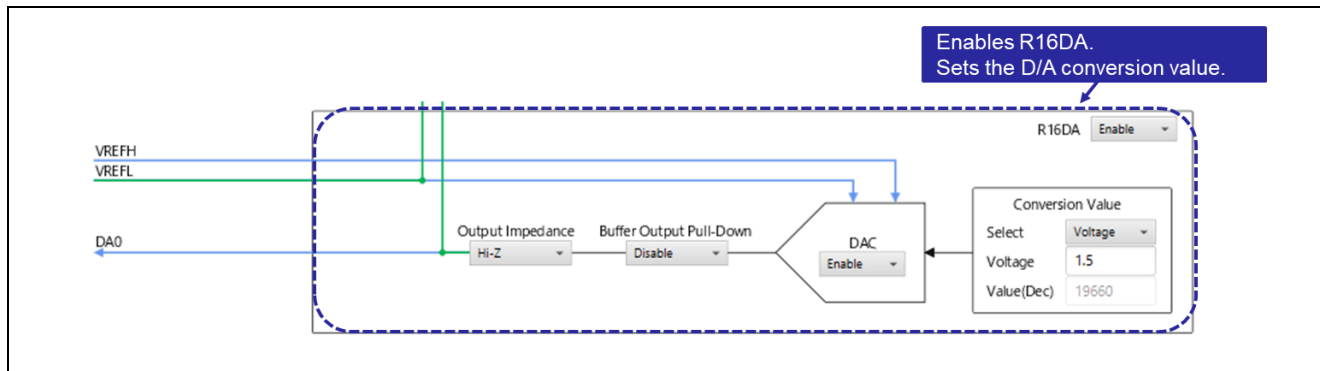 Enables R16DA.
Sets the D/A conversion value.
R16DA Enable
VREFH
VREFL
DA0
Output Impedance
Hi-Z
Buffer Output Pull-Down
Disable
DAC
Enable
Conversion Value
Select Voltage
Voltage 1.5
Value(Dec) 19660